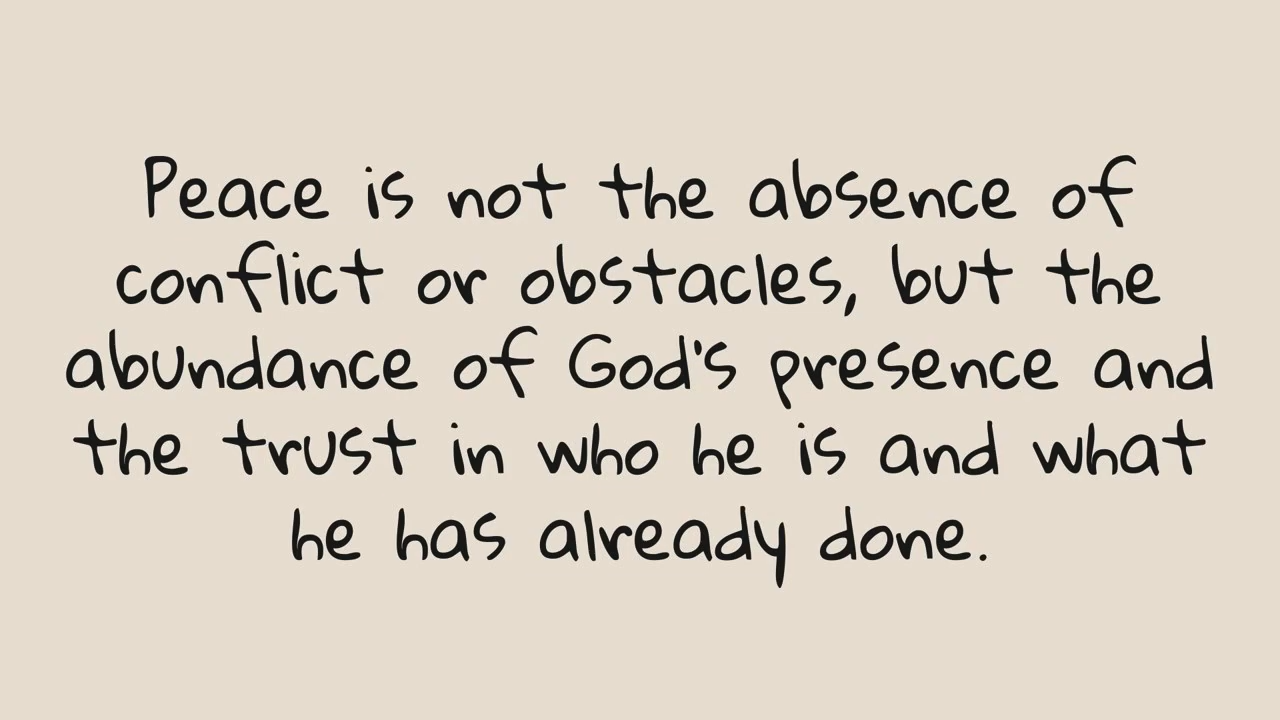 Peace is not the absence of
conflict or obstacles, but the
abundance of God's presence and
the trust in who he is and what
he has already done.